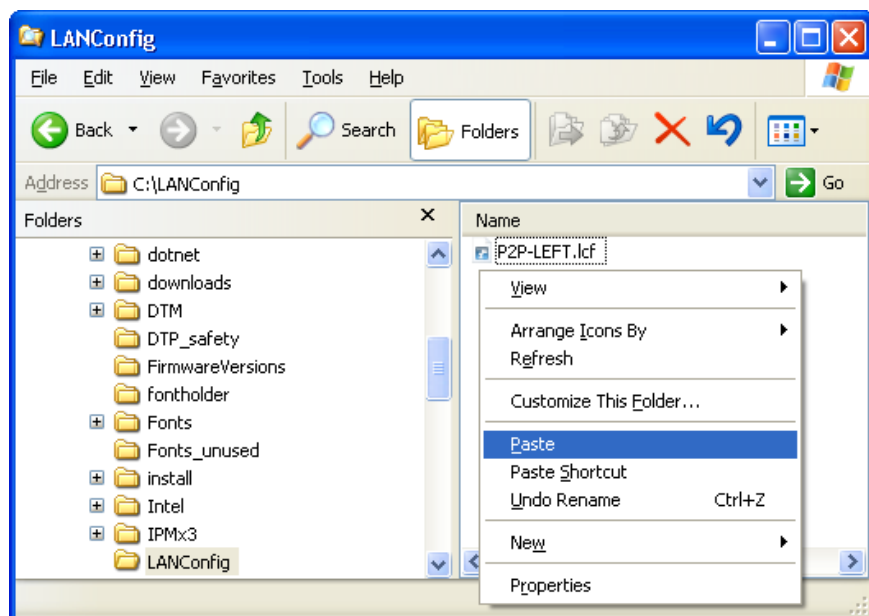 LANConfig
File Edit View Favorites Tools Help
Back Search Folders
Address C:\LANConfig Go
Folders
Name
dotnet
downloads
DTM
DTP_safety
FirmwareVersions
fontholder
Fonts
Fonts_unused
install
Intel
IPMx3
LANConfig
P2P-LEFT.lcf
View
Arrange Icons By
Refresh
Customize This Folder...
Paste
Paste Shortcut
Undo Rename Ctrl+Z
New
Properties